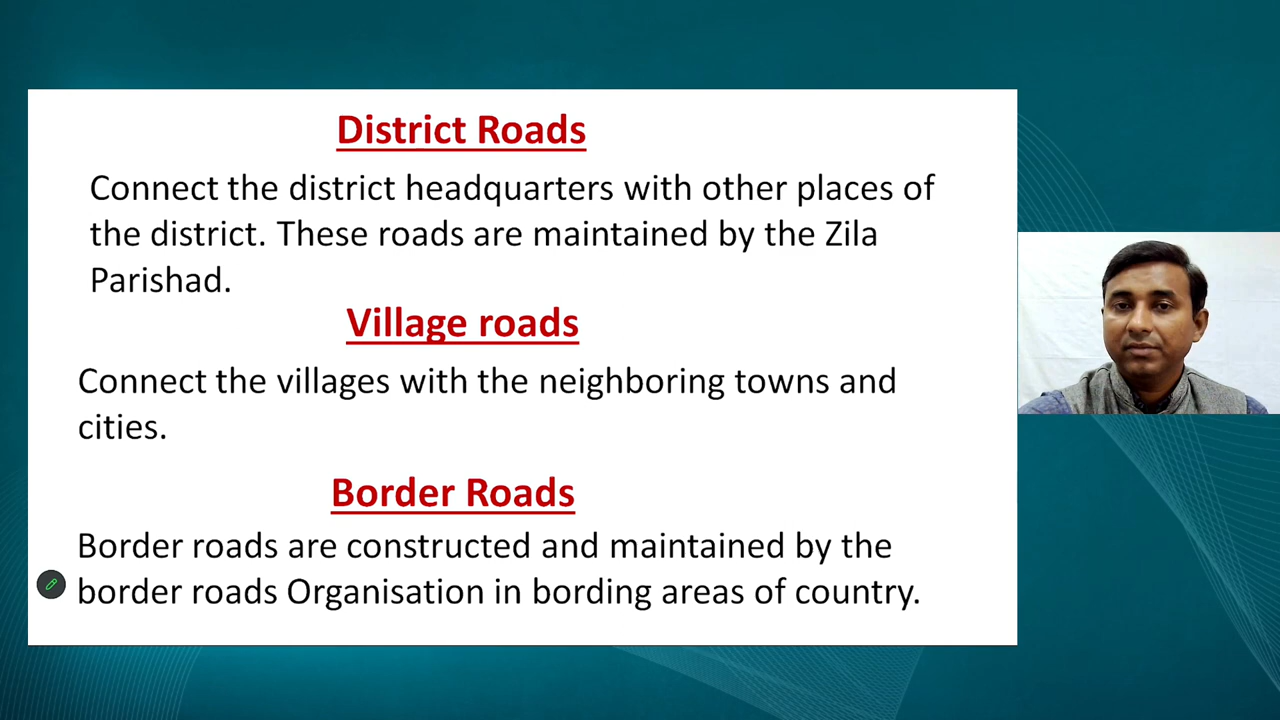 District Roads
Connect the district headquarters with other places of
the district. These roads are maintained by the Zila
Parishad.
Village roads
Connect the villages with the neighboring towns and
cities.
Border Roads
Border roads are constructed and maintained by the
border roads Organisation in bording areas of country.